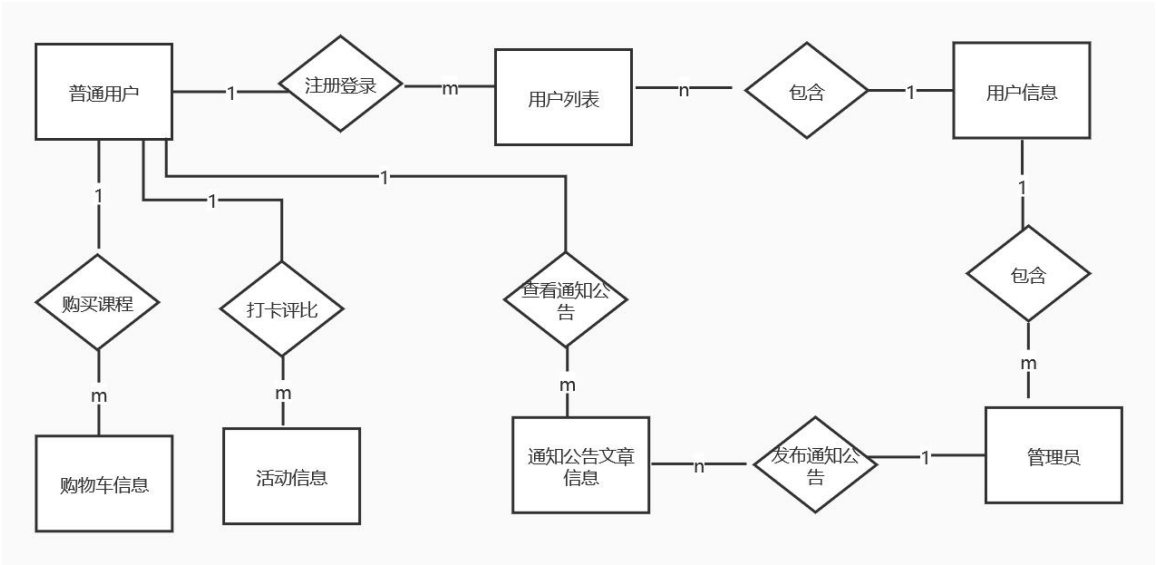 普通用户
1
注册登录
m
用户列表
n
包含
1
用户信息
1
1
1
1
购买课程
打卡评比
查看通知公
告
包含
m
m
m
m
购物车信息
活动信息
通知公告文章
信息
n
发布通知公
告
1
管理员